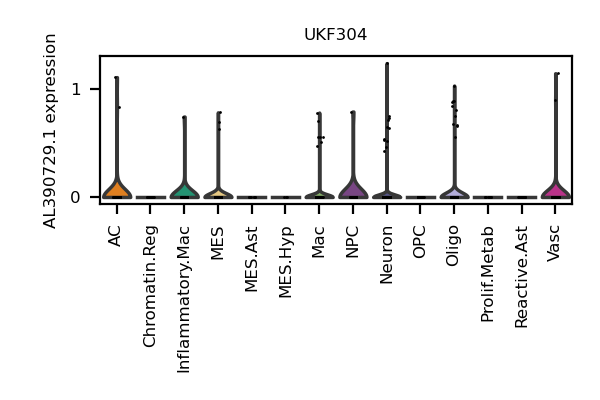 UKF304
AL390729.1 expression
1
0
AC
Chromatin.Reg
Inflammatory.Mac
MES
MES.Ast
MES.Hyp
Mac
NPC
Neuron
OPC
Oligo
Prolif.Metab
Reactive.Ast
Vasc